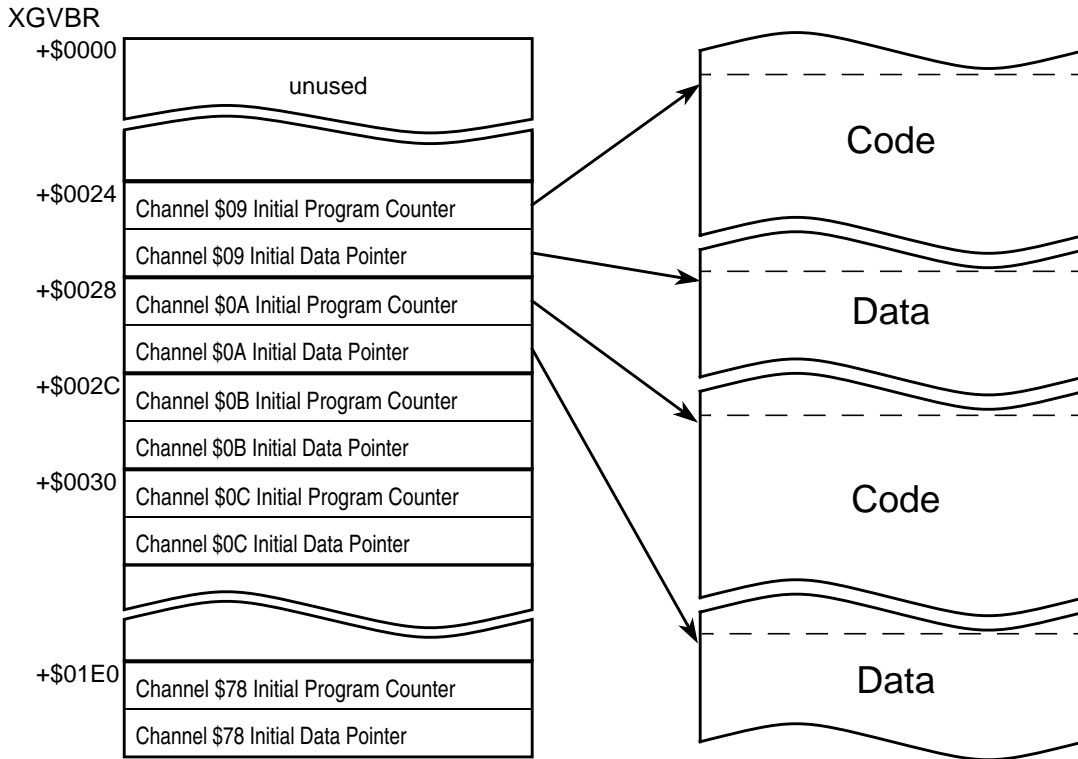 XGVBR
+$0000
unused
+$0024
Channel $09 Initial Program Counter
Channel $09 Initial Data Pointer
+$0028
Channel $0A Initial Program Counter
Channel $0A Initial Data Pointer
+$002C
Channel $0B Initial Program Counter
Channel $0B Initial Data Pointer
+$0030
Channel $0C Initial Program Counter
Channel $0C Initial Data Pointer
+$01E0
Channel $78 Initial Program Counter
Channel $78 Initial Data Pointer
Code
Data
Code
Data